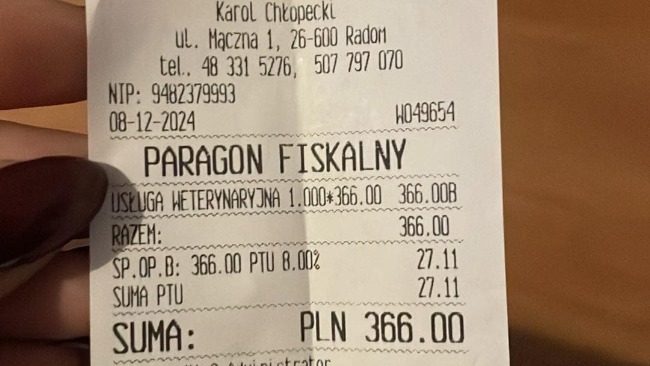 Karol Chłopecki
ul. Mączna 1, 26-600 Radom
tel.. 48 331 5276, 507 797 070
NIP: 9482379993
08-12-2024 W049654
PARAGON FISKALNY
USŁUGA WETERYNARYJNA 1.000*366.00 366.00B
RAZEM: 366.00
SP.OP.B: 366.00 PTU 8.00% 27.11
SUMA PTU 27.11
SUMA: PLN 366.00
Administrator